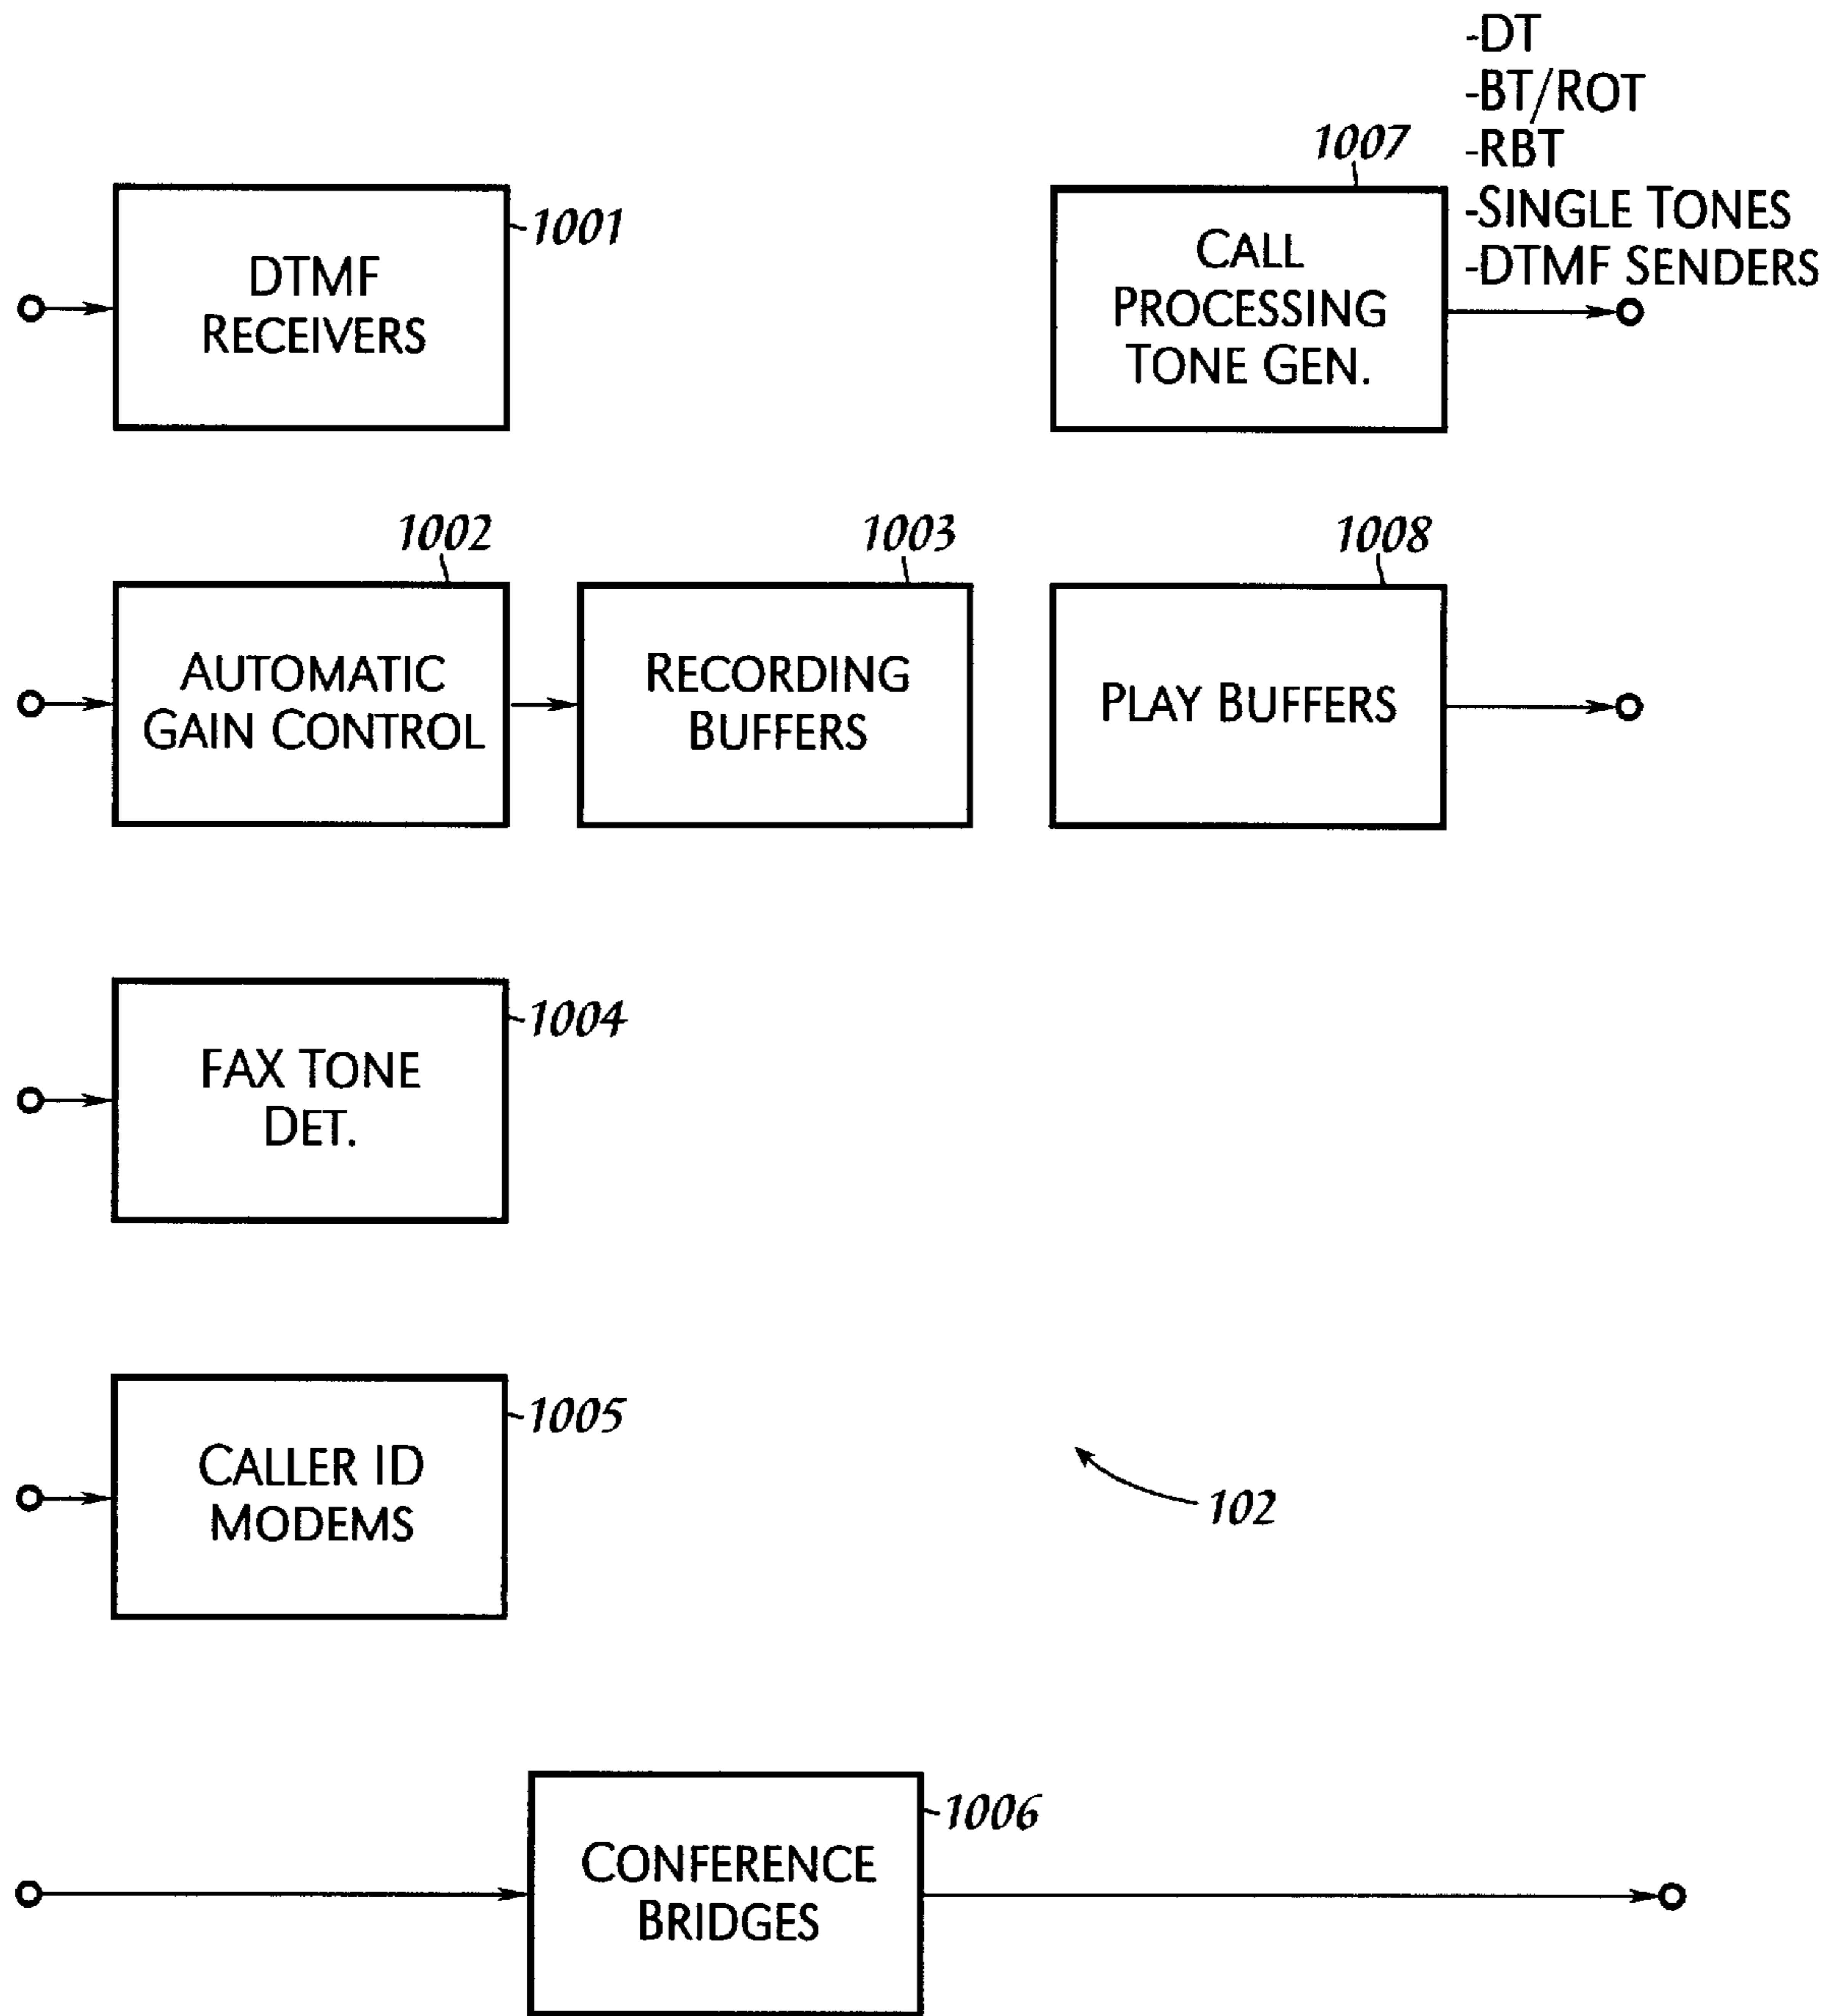 -DT
-BT/ROT
-RBT
-SINGLE TONES
-DTMF SENDERS
1007
1001
DTMF
RECEIVERS
CALL
PROCESSING
TONE GEN.
1002
1003
1008
AUTOMATIC
GAIN CONTROL
RECORDING
BUFFERS
PLAY BUFFERS
1004
FAX TONE
DET.
1005
CALLER ID
MODEMS
102
1006
CONFERENCE
BRIDGES